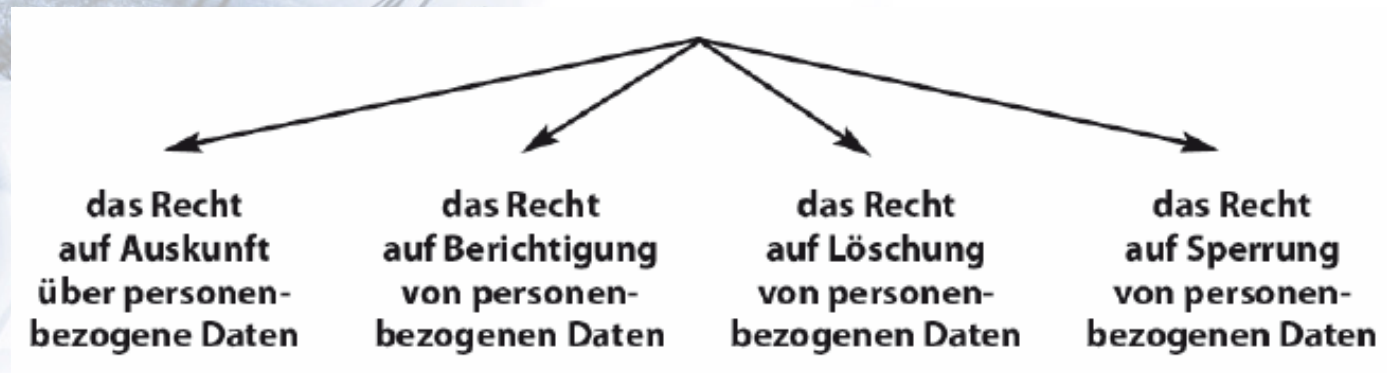 das Recht
auf Auskunft
über personen-
bezogene Daten
das Recht
auf Berichtigung
von personen-
bezogenen Daten
das Recht
auf Löschung
von personen-
bezogenen Daten
das Recht
auf Sperrung
von personen-
bezogenen Daten